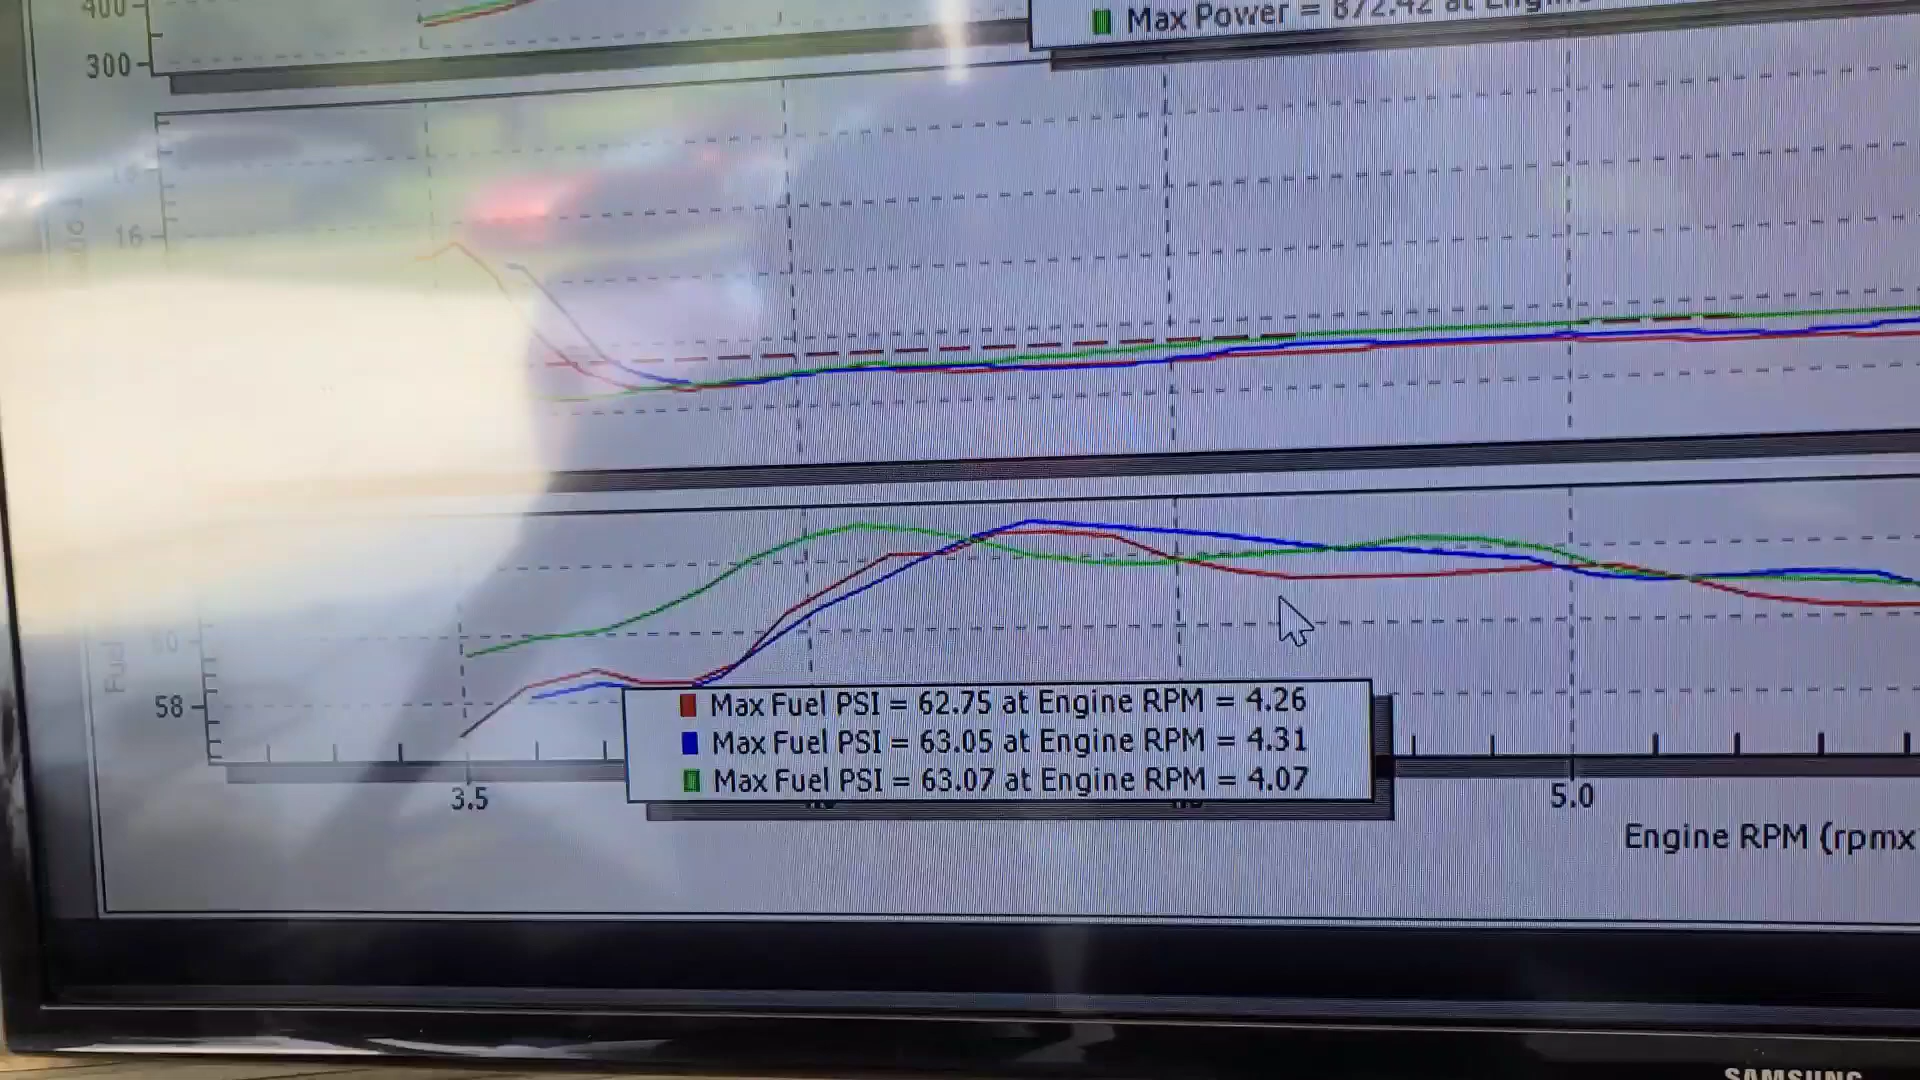 400
Max Power = 872.42 at Engine
300
16
Fuel
60
58
Max Fuel PSI = 62.75 at Engine RPM = 4.26
Max Fuel PSI = 63.05 at Engine RPM = 4.31
Max Fuel PSI = 63.07 at Engine RPM = 4.07
3.5
5.0
Engine RPM (rpmx
SAMSUNG